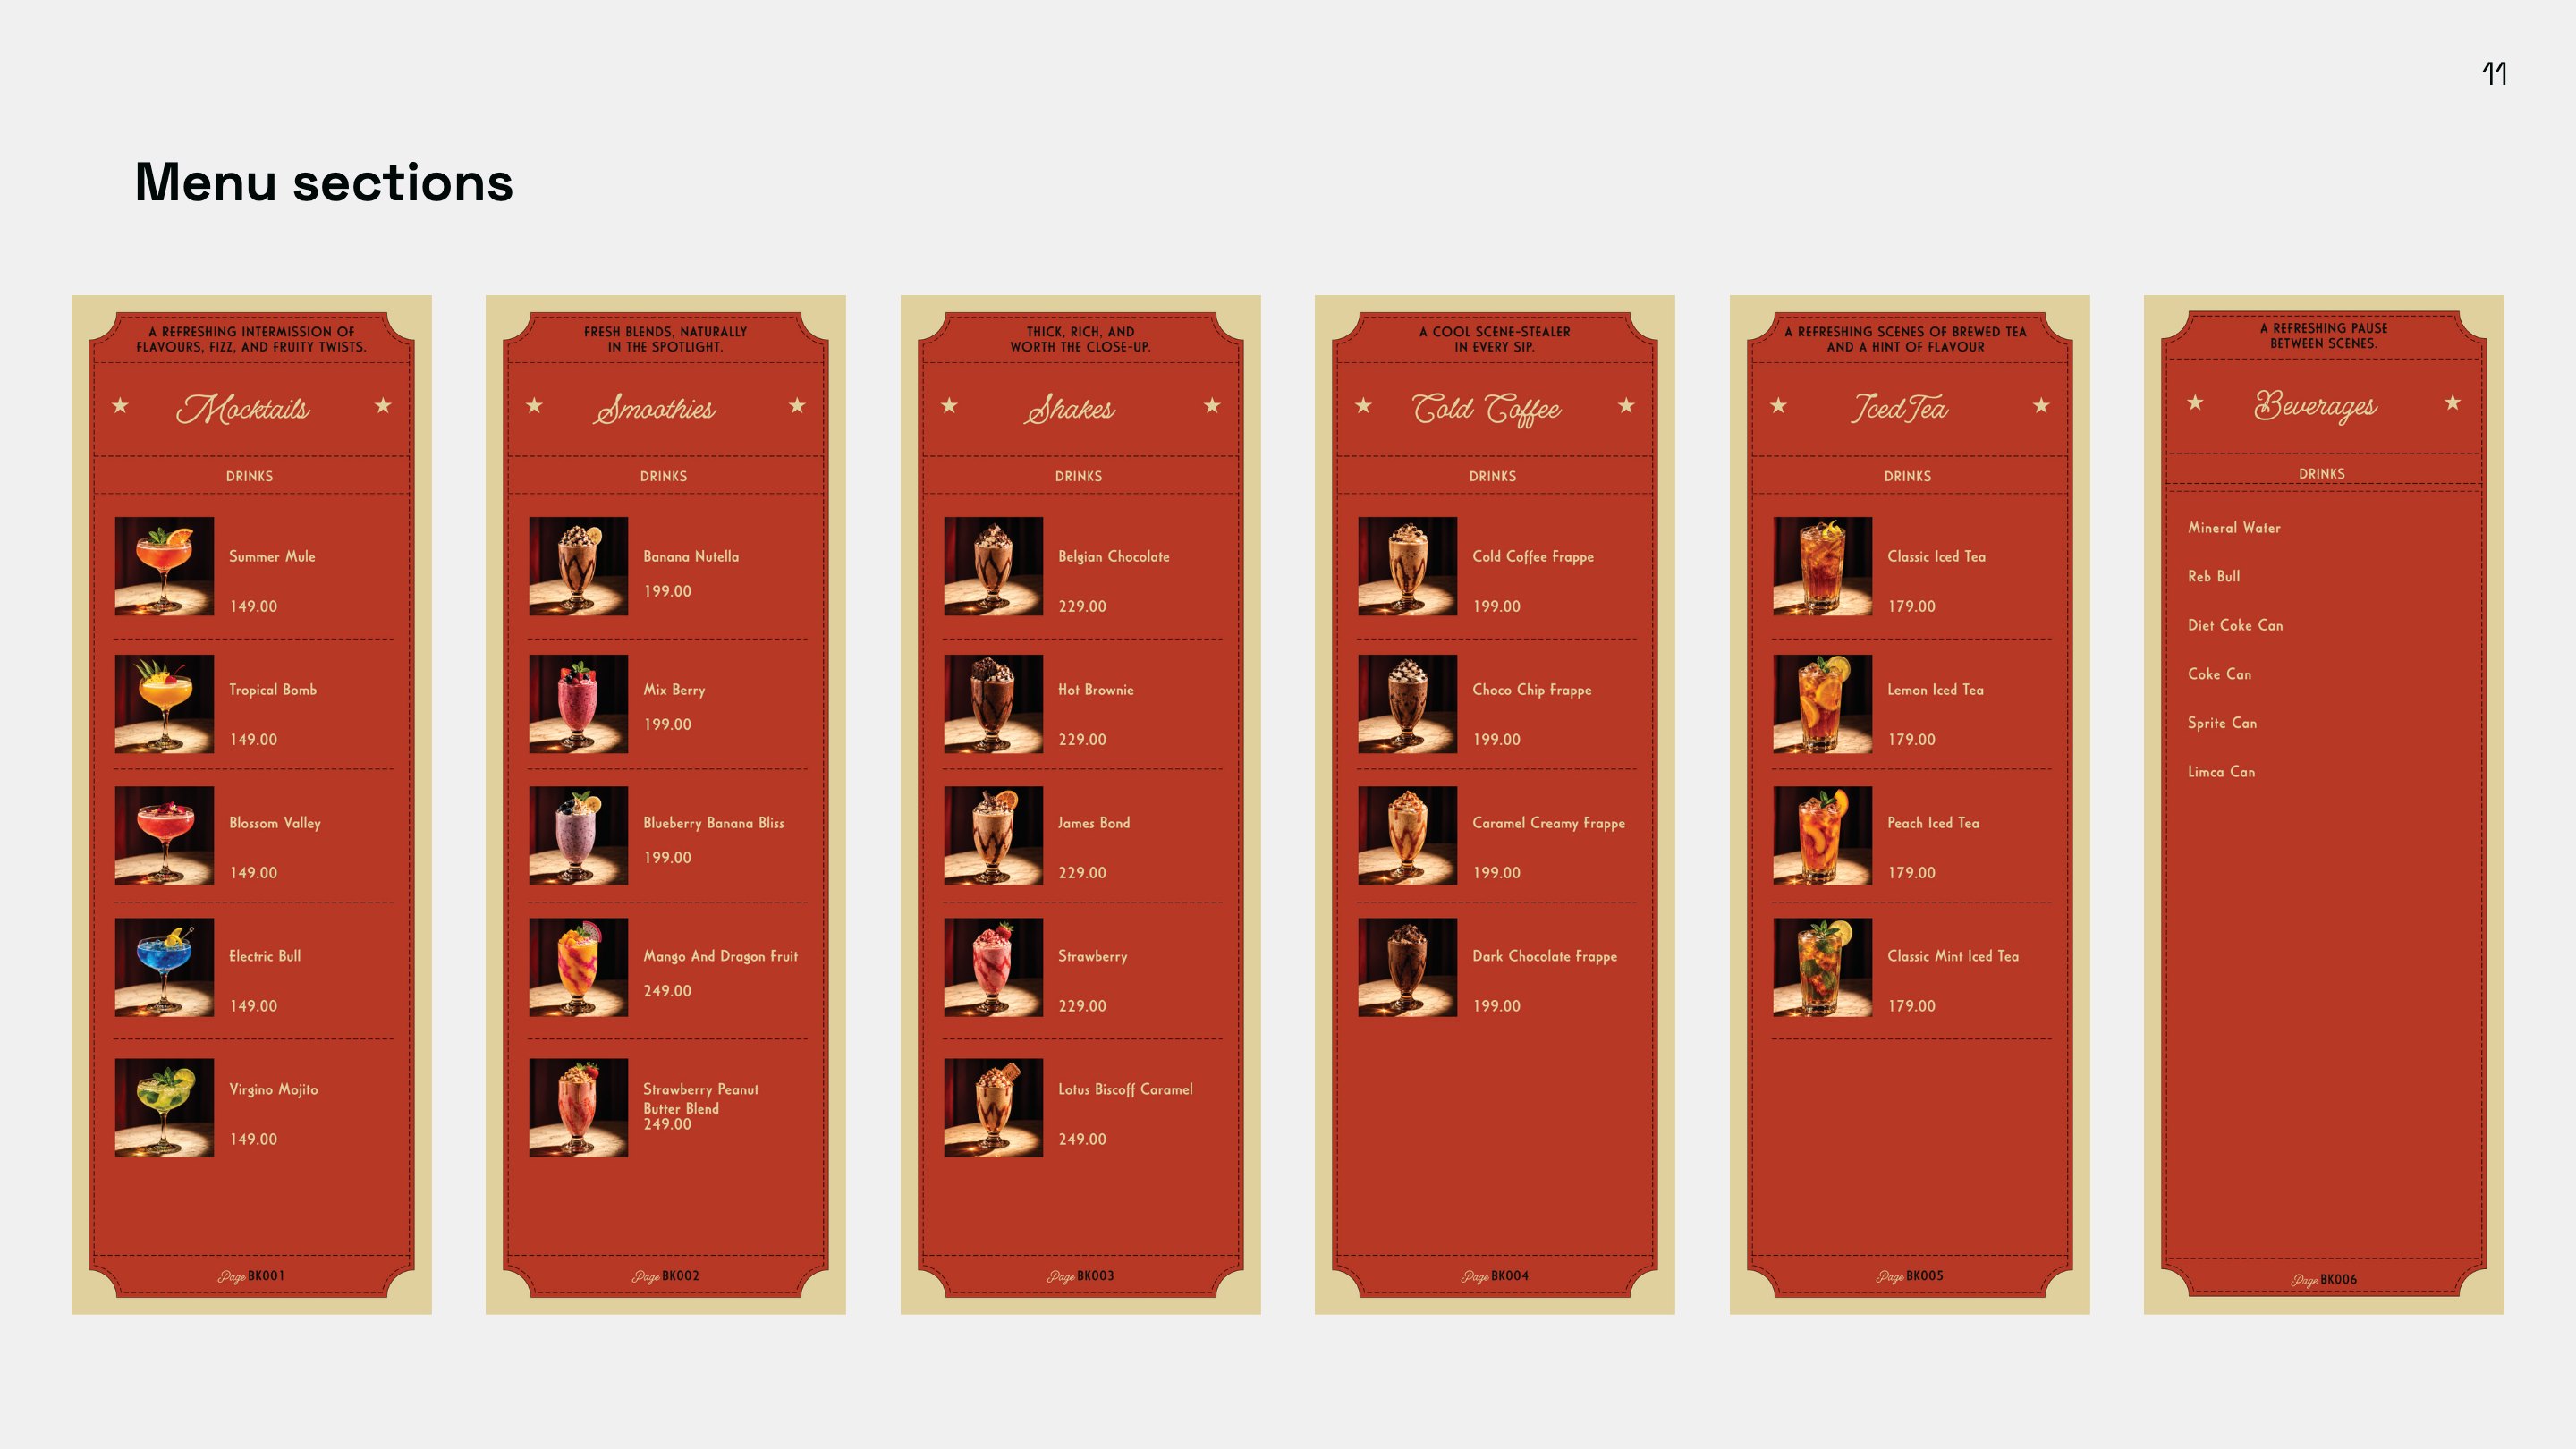 11
Menu sections
A REFRESHING INTERMISSION OF
FLAVOURS, FIZZ, AND FRUITY TWISTS.
Mocktails
DRINKS
Summer Mule
149.00
Tropical Bomb
149.00
Blossom Valley
149.00
Electric Bull
149.00
Virgino Mojito
149.00
Page BK001
FRESH BLENDS, NATURALLY
IN THE SPOTLIGHT.
Smoothies
DRINKS
Banana Nutella
199.00
Mix Berry
199.00
Blueberry Banana Bliss
199.00
Mango And Dragon Fruit
249.00
Strawberry Peanut
Butter Blend
249.00
Page BK002
THICK, RICH, AND
WORTH THE CLOSE-UP.
Shakes
DRINKS
Belgian Chocolate
229.00
Hot Brownie
229.00
James Bond
229.00
Strawberry
229.00
Lotus Biscoff Caramel
249.00
Page BK003
A COOL SCENE-STEALER
IN EVERY SIP.
Cold Coffee
DRINKS
Cold Coffee Frappe
199.00
Choco Chip Frappe
199.00
Caramel Creamy Frappe
199.00
Dark Chocolate Frappe
199.00
Page BK004
A REFRESHING SCENES OF BREWED TEA
AND A HINT OF FLAVOUR
Iced Tea
DRINKS
Classic Iced Tea
179.00
Lemon Iced Tea
179.00
Peach Iced Tea
179.00
Classic Mint Iced Tea
179.00
Page BK005
A REFRESHING PAUSE
BETWEEN SCENES.
Beverages
DRINKS
Mineral Water
Reb Bull
Diet Coke Can
Coke Can
Sprite Can
Limca Can
Page BK006